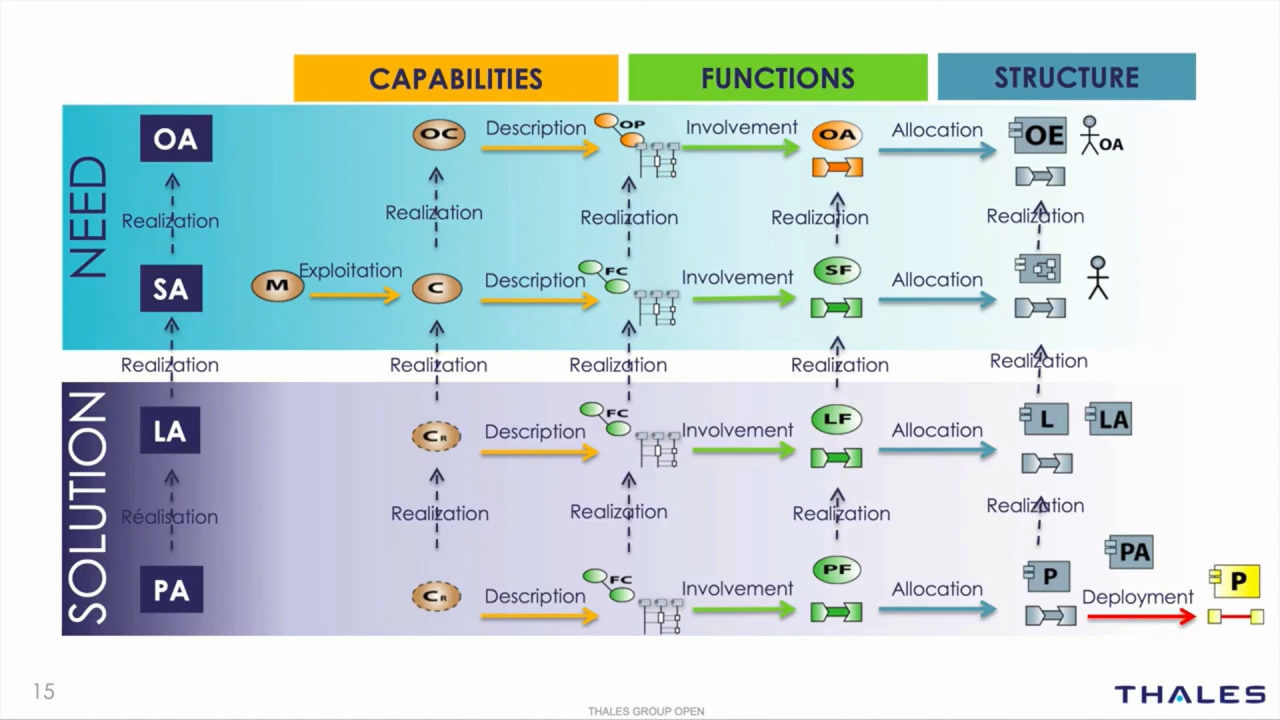 CAPABILITIES FUNCTIONS STRUCTURE
NEED
OA OC Description OP Involvement OA Allocation OE OA
Realization Realization Realization Realization Realization
SA M Exploitation C Description FC Involvement SF Allocation
Realization Realization Realization Realization Realization
SOLUTION
LA CR Description FC Involvement LF Allocation L LA
Réalisation Realization Realization Realization Realization
PA CR Description FC Involvement PF Allocation P PA Deployment P
15
THALES GROUP OPEN
THALES